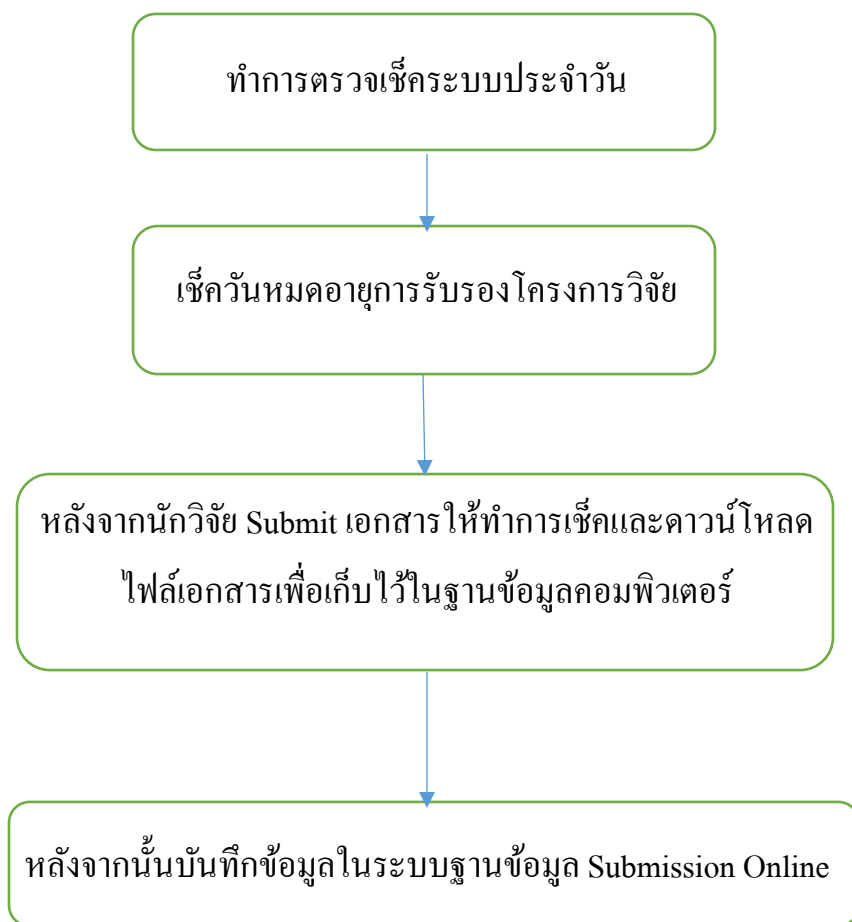 ทำการตรวจเช็คระบบประจำวัน
เช็ควันหมดอายุการรับรองโครงการวิจัย
หลังจากนักวิจัย Submit เอกสารให้ทำการเช็คและดาวน์โหลด
ไฟล์เอกสารเพื่อเก็บไว้ในฐานข้อมูลคอมพิวเตอร์
หลังจากนั้นบันทึกข้อมูลในระบบฐานข้อมูล Submission Online